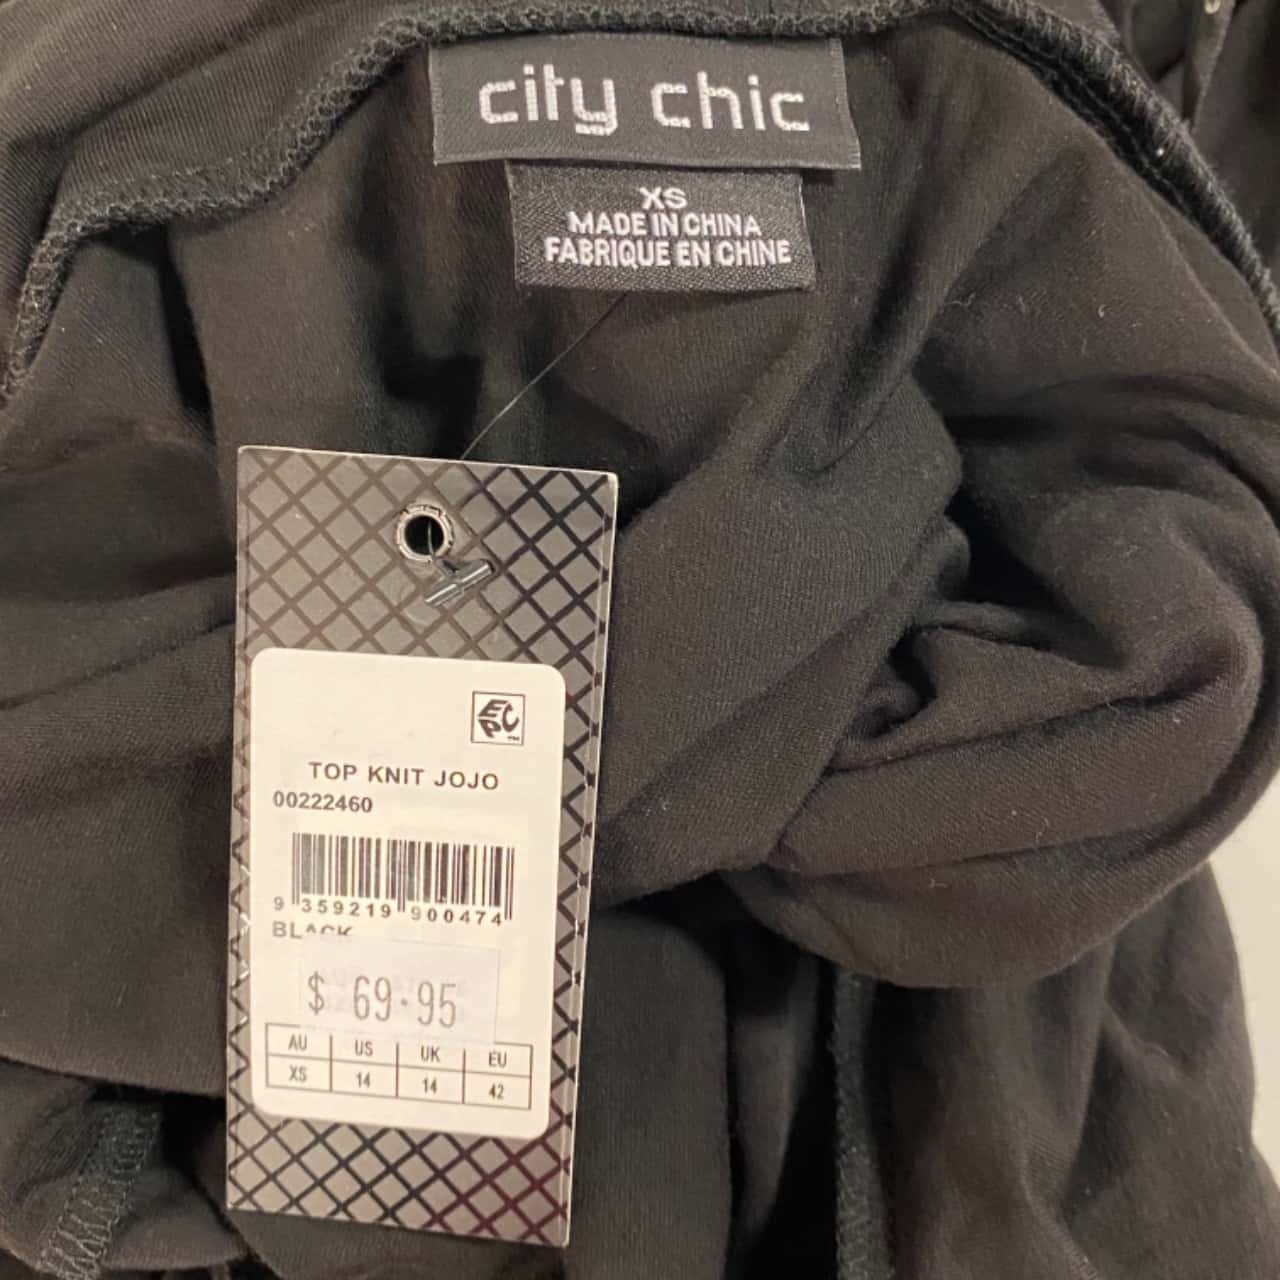 city chic
XS
MADE IN CHINA
FABRIQUE EN CHINE
EPC™
TOP KNIT JOJO
00222460
9 359219 900474
BLACK
$ 69.95
AU US UK EU
XS 14 14 42